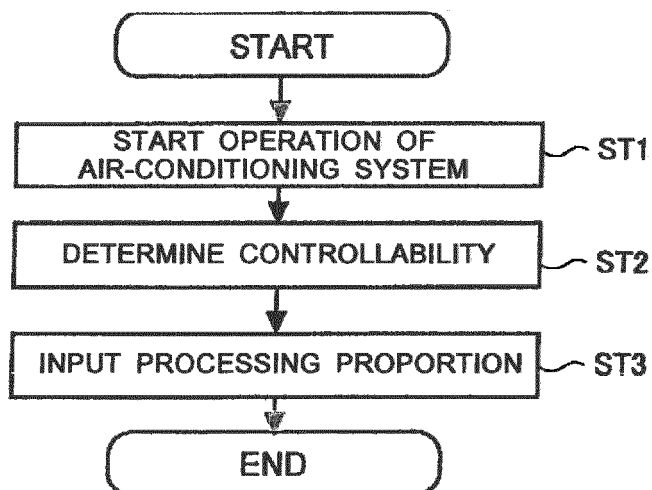 START
START OPERATION OF
AIR-CONDITIONING SYSTEM
ST1
DETERMINE CONTROLLABILITY
ST2
INPUT PROCESSING PROPORTION
ST3
END